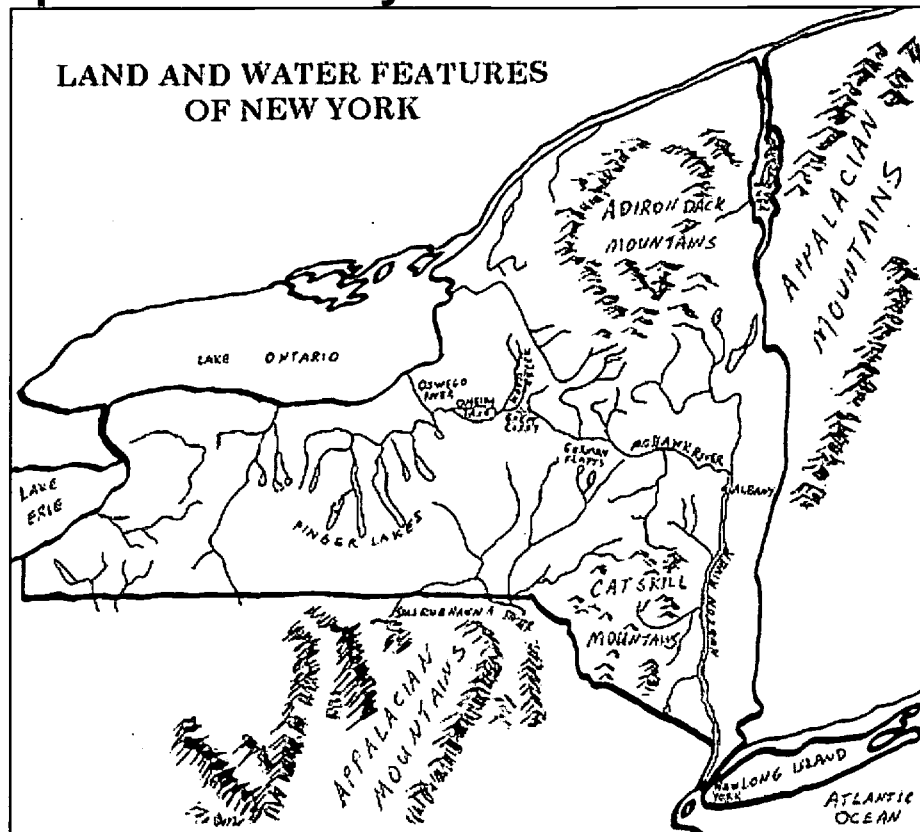 LAND AND WATER FEATURES
OF NEW YORK
ADIRONDACK
MOUNTAINS
APPALACIAN
MOUNTAINS
LAKE ONTARIO
OSWEGO
RIVER
LAKE
GERMAN
FLATTS
MOHAWK RIVER
ALBANY
LAKE
ERIE
FINGER LAKES
CATSKILL
MOUNTAINS
HUDSON RIVER
SUSQUEHANNA RIVER
APPALACIAN
MOUNTAINS
NEW
YORK
LONG ISLAND
ATLANTIC
OCEAN